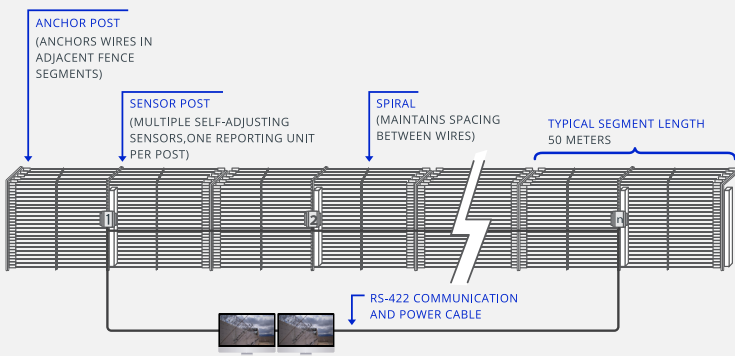 ANCHOR POST
(ANCHORS WIRES IN
ADJACENT FENCE
SEGMENTS)
SENSOR POST
(MULTIPLE SELF-ADJUSTING
SENSORS,ONE REPORTING UNIT
PER POST)
SPIRAL
(MAINTAINS SPACING
BETWEEN WIRES)
TYPICAL SEGMENT LENGTH
50 METERS
1
2
n
RS-422 COMMUNICATION
AND POWER CABLE